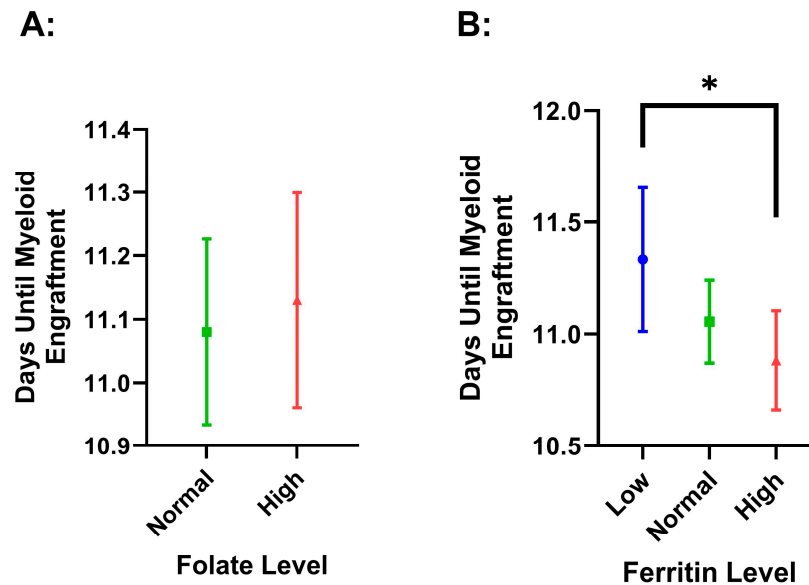 A:
Days Until Myeloid
Engraftment
11.4
11.3
11.2
11.1
11.0
10.9
Normal
High
Folate Level
B:
*
Days Until Myeloid
Engraftment
12.0
11.5
11.0
10.5
Low
Normal
High
Ferritin Level